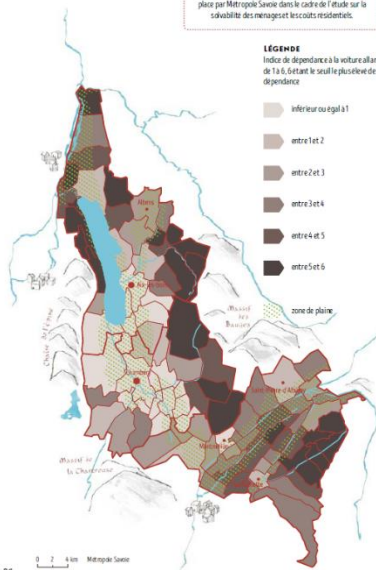 place par Métropole Savoie dans le cadre de l'étude sur la
solvabilité des ménages et les coûts résidentiels.
LÉGENDE
Indice de dépendance à la voiture allant
de 1 à 6, 6 étant le seuil le plus élevé de
dépendance
inférieur ou égal à 1
entre 1 et 2
entre 2 et 3
entre 3 et 4
entre 4 et 5
entre 5 et 6
zone de plaine
Albens
Aix-les-Bains
Massif des
Bauges
Chaîne de l'Épine
Chambéry
Saint-Pierre-d'Albigny
Montmélian
Massif de
la Chartreuse
0 2 4 km Métropole Savoie